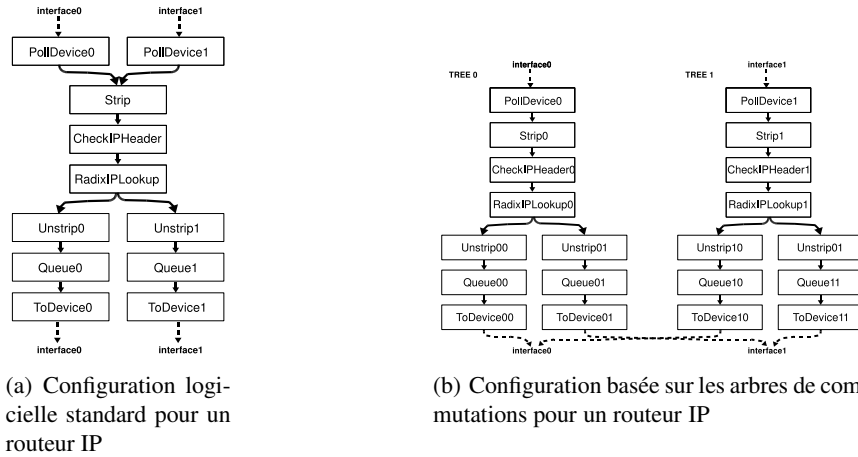 interface0 interface1
PollDevice0 PollDevice1
Strip
CheckIPHeader
RadixIPLookup
Unstrip0 Unstrip1
Queue0 Queue1
ToDevice0 ToDevice1
interface0 interface1
(a) Configuration logi-
cielle standard pour un
routeur IP
interface0 interface1
TREE 0 TREE 1
PollDevice0 PollDevice1
Strip0 Strip1
CheckIPHeader0 CheckIPHeader1
RadixIPLookup0 RadixIPLookup1
Unstrip00 Unstrip01 Unstrip10 Unstrip01
Queue00 Queue01 Queue10 Queue11
ToDevice00 ToDevice01 ToDevice10 ToDevice11
interface0 interface1
(b) Configuration basée sur les arbres de com
mutations pour un routeur IP